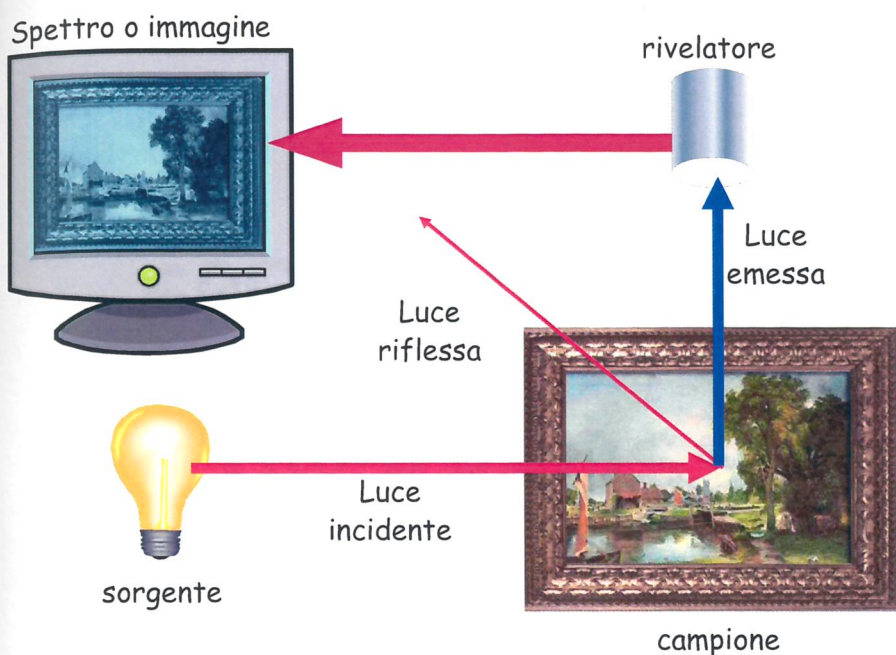 Spettro o immagine
rivelatore
Luce
emessa
Luce
riflessa
Luce
incidente
sorgente
campione